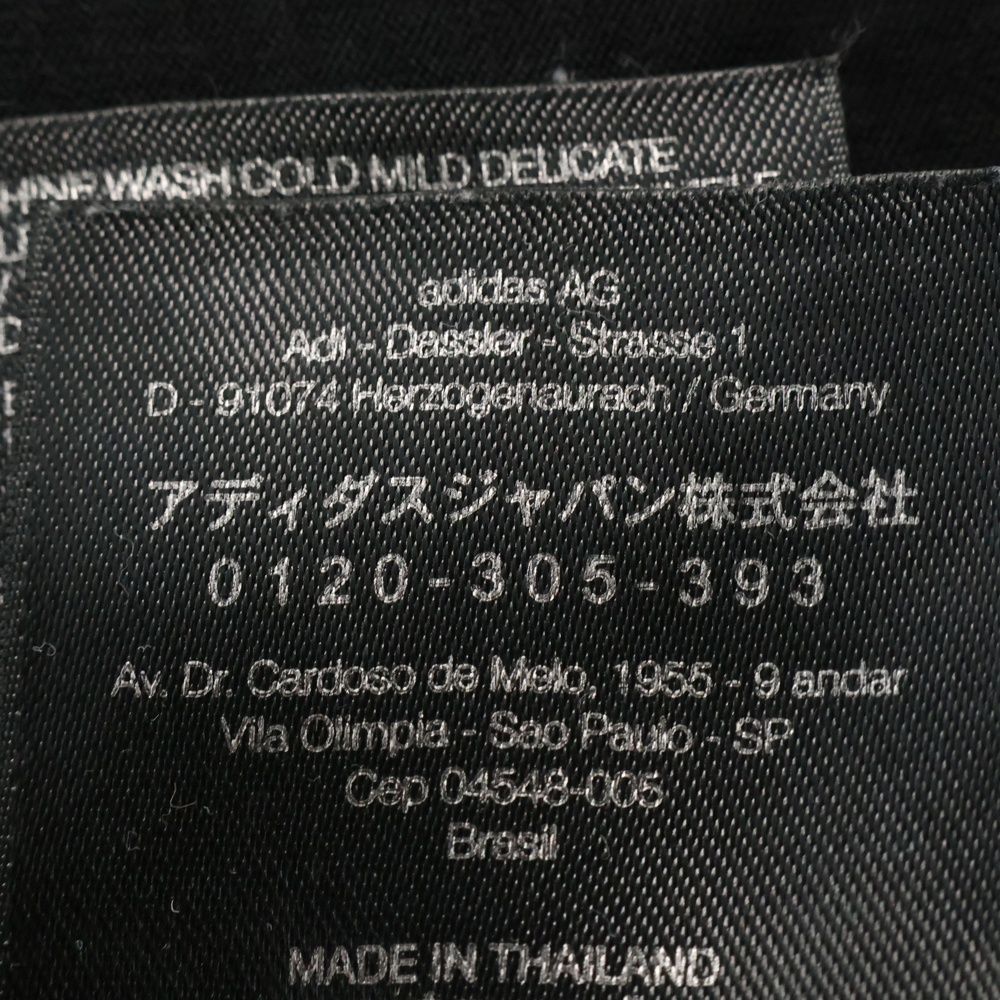 WASH COLD MILD DELICATE
adidas AG
Adi - Dassler - Strasse 1
D - 91074 Herzogenaurach / Germany
アディダスジャパン株式会社
0120-305-393
Av. Dr. Cardoso de Melo, 1955 - 9 andar
Vila Olimpia - Sao Paulo - SP
Cep 04548-005
Brasil
MADE IN THAILAND